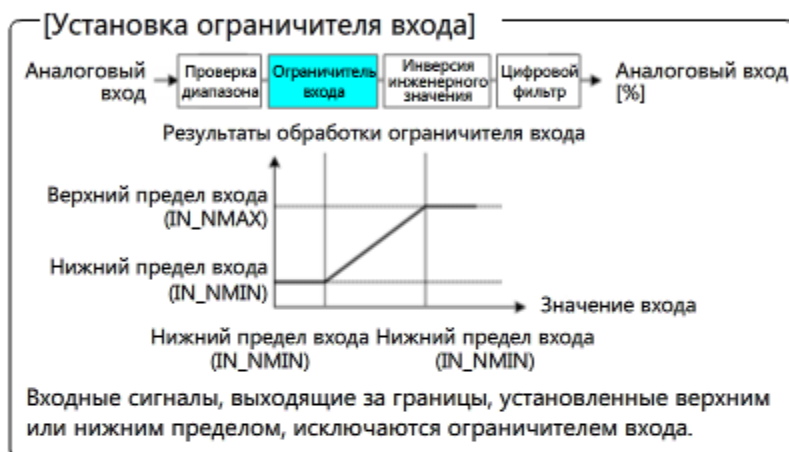 [Установка ограничителя входа]
Аналоговый
вход
Проверка
диапазона
Ограничитель
входа
Инверсия
инженерного
значения
Цифровой
фильтр
Аналоговый вход
[%]
Результаты обработки ограничителя входа
Верхний предел входа
(IN_NMAX)
Нижний предел входа
(IN_NMIN)
Значение входа
Нижний предел входа Нижний предел входа
(IN_NMIN) (IN_NMIN)
Входные сигналы, выходящие за границы, установленные верхним
или нижним пределом, исключаются ограничителем входа.